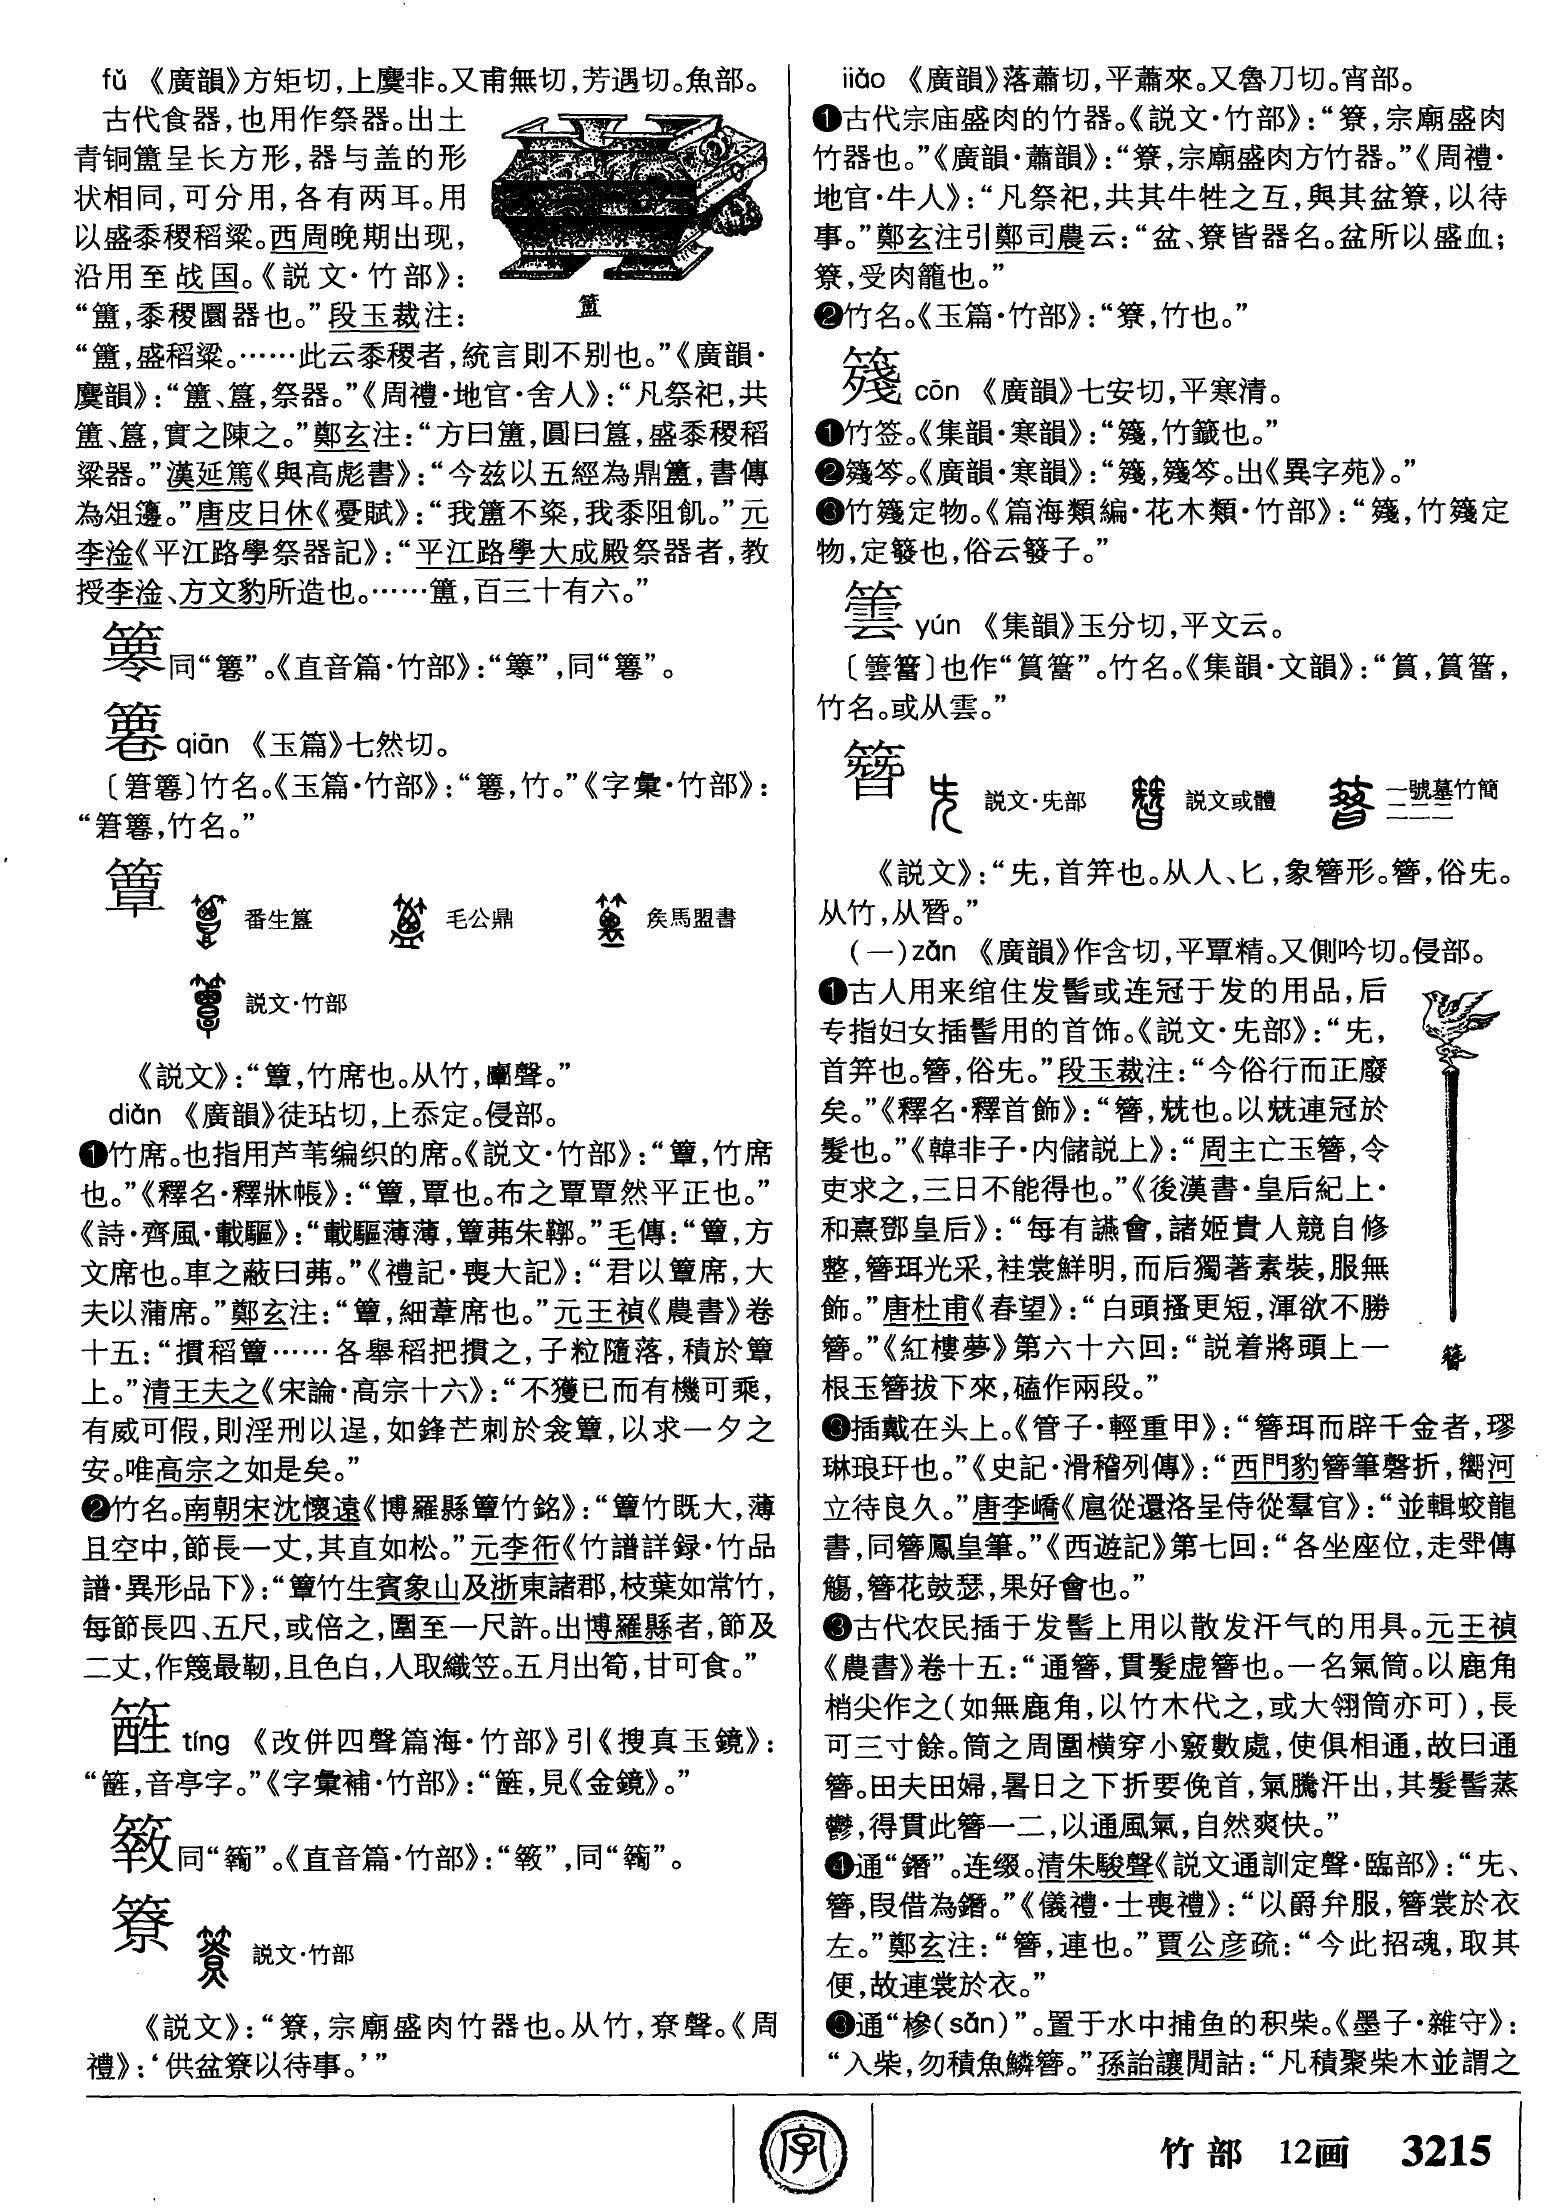 fǔ 《廣韻》方矩切,上麌非。又甫無切,芳遇切。魚部。
古代食器,也用作祭器。出土
青铜簠呈长方形,器与盖的形
状相同,可分用,各有两耳。用
以盛黍稷稻粱。西周晚期出现,
沿用至战国。《説文·竹部》:
“簠,黍稷圜器也。”段玉裁注:
簠
“簠,盛稻粱。……此云黍稷者,統言則不别也。”《廣韻·
麌韻》:“簠、簋,祭器。”《周禮·地官·舍人》:“凡祭祀,共
簠、簋,實之陳之。”鄭玄注:“方曰簠,圓曰簋,盛黍稷稻
粱器。”漢延篤《與高彪書》:“今兹以五經為鼎簠,書傳
為俎籩。”唐皮日休《憂賦》:“我簠不粢,我黍阻飢。”元
李淦《平江路學祭器記》:“平江路學大成殿祭器者,教
授李淦、方文豹所造也。……簠,百三十有六。”
同“”。《直音篇·竹部》:“”,同“”。
qiān 《玉篇》七然切。
〔䇹〕竹名。《玉篇·竹部》:“,竹。”《字彙·竹部》:
“,竹名。”
簟 番生簋 毛公鼎 矦馬盟書
説文·竹部
《説文》:“簟,竹席也。从竹,覃聲。”
diǎn 《廣韻》徒玷切,上忝定。侵部。
❶竹席。也指用芦苇编织的席。《説文·竹部》:“簟,竹席
也。”《釋名·釋牀帳》:“簟,覃也。布之覃覃然平正也。”
《詩·齊風·載驅》:“載驅薄薄,簟茀朱鞹。”毛傳:“簟,方
文席也。車之蔽曰茀。”《禮記·喪大記》:“君以簟席,大
夫以蒲席。”鄭玄注:“簟,細葦席也。”元王禎《農書》卷
十五:“摜稻簟……各舉稻把摜之,子粒隨落,積於簟
上。”清王夫之《宋論·高宗十六》:“不獲已而有機可乘,
有威可假,則淫刑以逞,如鋒芒刺於衾簟,以求一夕之
安。唯高宗之如是矣。”
❷竹名。南朝宋沈懷遠《博羅縣簟竹銘》:“簟竹既大,薄
且空中,節長一丈,其直如松。”元李衎《竹譜詳録·竹品
譜·異形品下》:“簟竹生賓象山及浙東諸郡,枝葉如常竹,
每節長四、五尺,或倍之,圍至一尺許。出博羅縣者,節及
二丈,作篾最韌,且色白,人取織笠。五月出筍,甘可食。”
tíng 《改併四聲篇海·竹部》引《搜真玉鏡》:
“,音亭字。”《字彙補·竹部》:“,見《金鏡》。”
同“”。《直音篇·竹部》:“”,同“”。
簝 説文·竹部
《説文》:“簝,宗廟盛肉竹器也。从竹,尞聲。《周
禮》:‘供盆簝以待事。’”
iiǎo 《廣韻》落蕭切,平蕭來。又魯刀切。宵部。
❶古代宗庙盛肉的竹器。《説文·竹部》:“簝,宗廟盛肉
竹器也。”《廣韻·蕭韻》:“簝,宗廟盛肉方竹器。”《周禮·
地官·牛人》:“凡祭祀,共其牛牲之互,與其盆簝,以待
事。”鄭玄注引鄭司農云:“盆、簝皆器名。盆所以盛血;
簝,受肉籠也。”
❷竹名。《玉篇·竹部》:“簝,竹也。”
cōn 《廣韻》七安切,平寒清。
❶竹签。《集韻·寒韻》:“,竹籤也。”
❷笒。《廣韻·寒韻》:“,笒。出《異字苑》。”
❸竹定物。《篇海類編·花木類·竹部》:“,竹定
物,定也,俗云子。”
yún 《集韻》玉分切,平文云。
〔〕也作“篔簹”。竹名。《集韻·文韻》:“篔,篔簹,
竹名。或从雲。”
簪 説文·兂部 説文或體 一號墓竹簡
二二二
《説文》:“兂,首笄也。从人、匕,象簪形。簪,俗兂。
从竹,从朁。”
(一)zǎn 《廣韻》作含切,平覃精。又側吟切。侵部。
❶古人用来绾住发髻或连冠于发的用品,后
专指妇女插髻用的首饰。《説文·兂部》:“兂,
首笄也。簪,俗兂。”段玉裁注:“今俗行而正廢
矣。”《釋名·釋首飾》:“簪,兓也。以兓連冠於
髮也。”《韓非子·内儲説上》:“周主亡玉簪,令
吏求之,三日不能得也。”《後漢書·皇后紀上·
和熹鄧皇后》:“每有讌會,諸姬貴人競自修
整,簪珥光采,袿裳鮮明,而后獨著素裝,服無
飾。”唐杜甫《春望》:“白頭搔更短,渾欲不勝
簪。”《紅樓夢》第六十六回:“説着將頭上一
根玉簪拔下來,磕作兩段。”
簪
❸插戴在头上。《管子·輕重甲》:“簪珥而辟千金者,璆
琳琅玕也。”《史記·滑稽列傳》:“西門豹簪筆磬折,嚮河
立待良久。”唐李嶠《扈從還洛呈侍從羣官》:“並輯蛟龍
書,同簪鳳皇筆。”《西遊記》第七回:“各坐座位,走斝傳
觴,簪花鼓瑟,果好會也。”
❸古代农民插于发髻上用以散发汗气的用具。元王禎
《農書》卷十五:“通簪,貫髮虚簪也。一名氣筒。以鹿角
梢尖作之(如無鹿角,以竹木代之,或大翎筒亦可),長
可三寸餘。筒之周圍横穿小竅數處,使俱相通,故曰通
簪。田夫田婦,暑日之下折要俛首,氣騰汗出,其髮髻蒸
鬱,得貫此簪一二,以通風氣,自然爽快。”
❹通“鐕”。连缀。清朱駿聲《説文通訓定聲·臨部》:“兂、
簪,叚借為鐕。”《儀禮·士喪禮》:“以爵弁服,簪裳於衣
左。”鄭玄注:“簪,連也。”賈公彦疏:“今此招魂,取其
便,故連裳於衣。”
❸通“椮(sǎn)”。置于水中捕鱼的积柴。《墨子·雜守》:
“入柴,勿積魚鱗簪。”孫詒讓閒詁:“凡積聚柴木並謂之
字
竹部 12画 3215